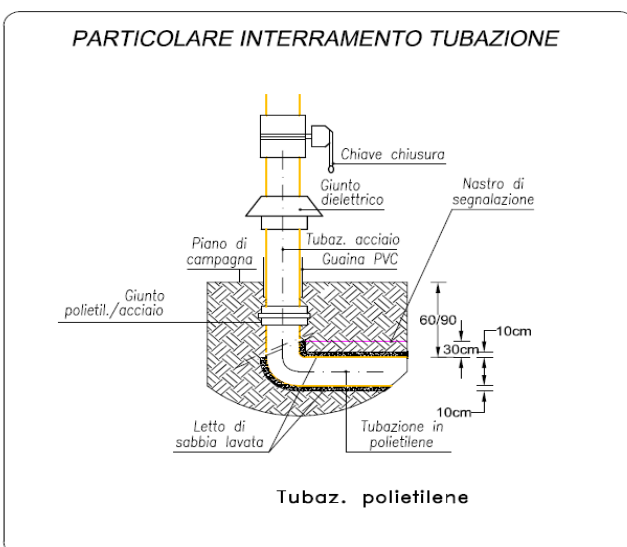 PARTICOLARE INTERRAMENTO TUBAZIONE
Chiave chiusura
Giunto
dielettrico
Nastro di
segnalazione
Piano di
campagna
Tubaz. acciaio
Guaina PVC
Giunto
polietil./acciaio
60/90
10cm
30cm
10cm
Letto di
sabbia lavata
Tubazione in
polietilene
Tubaz. polietilene